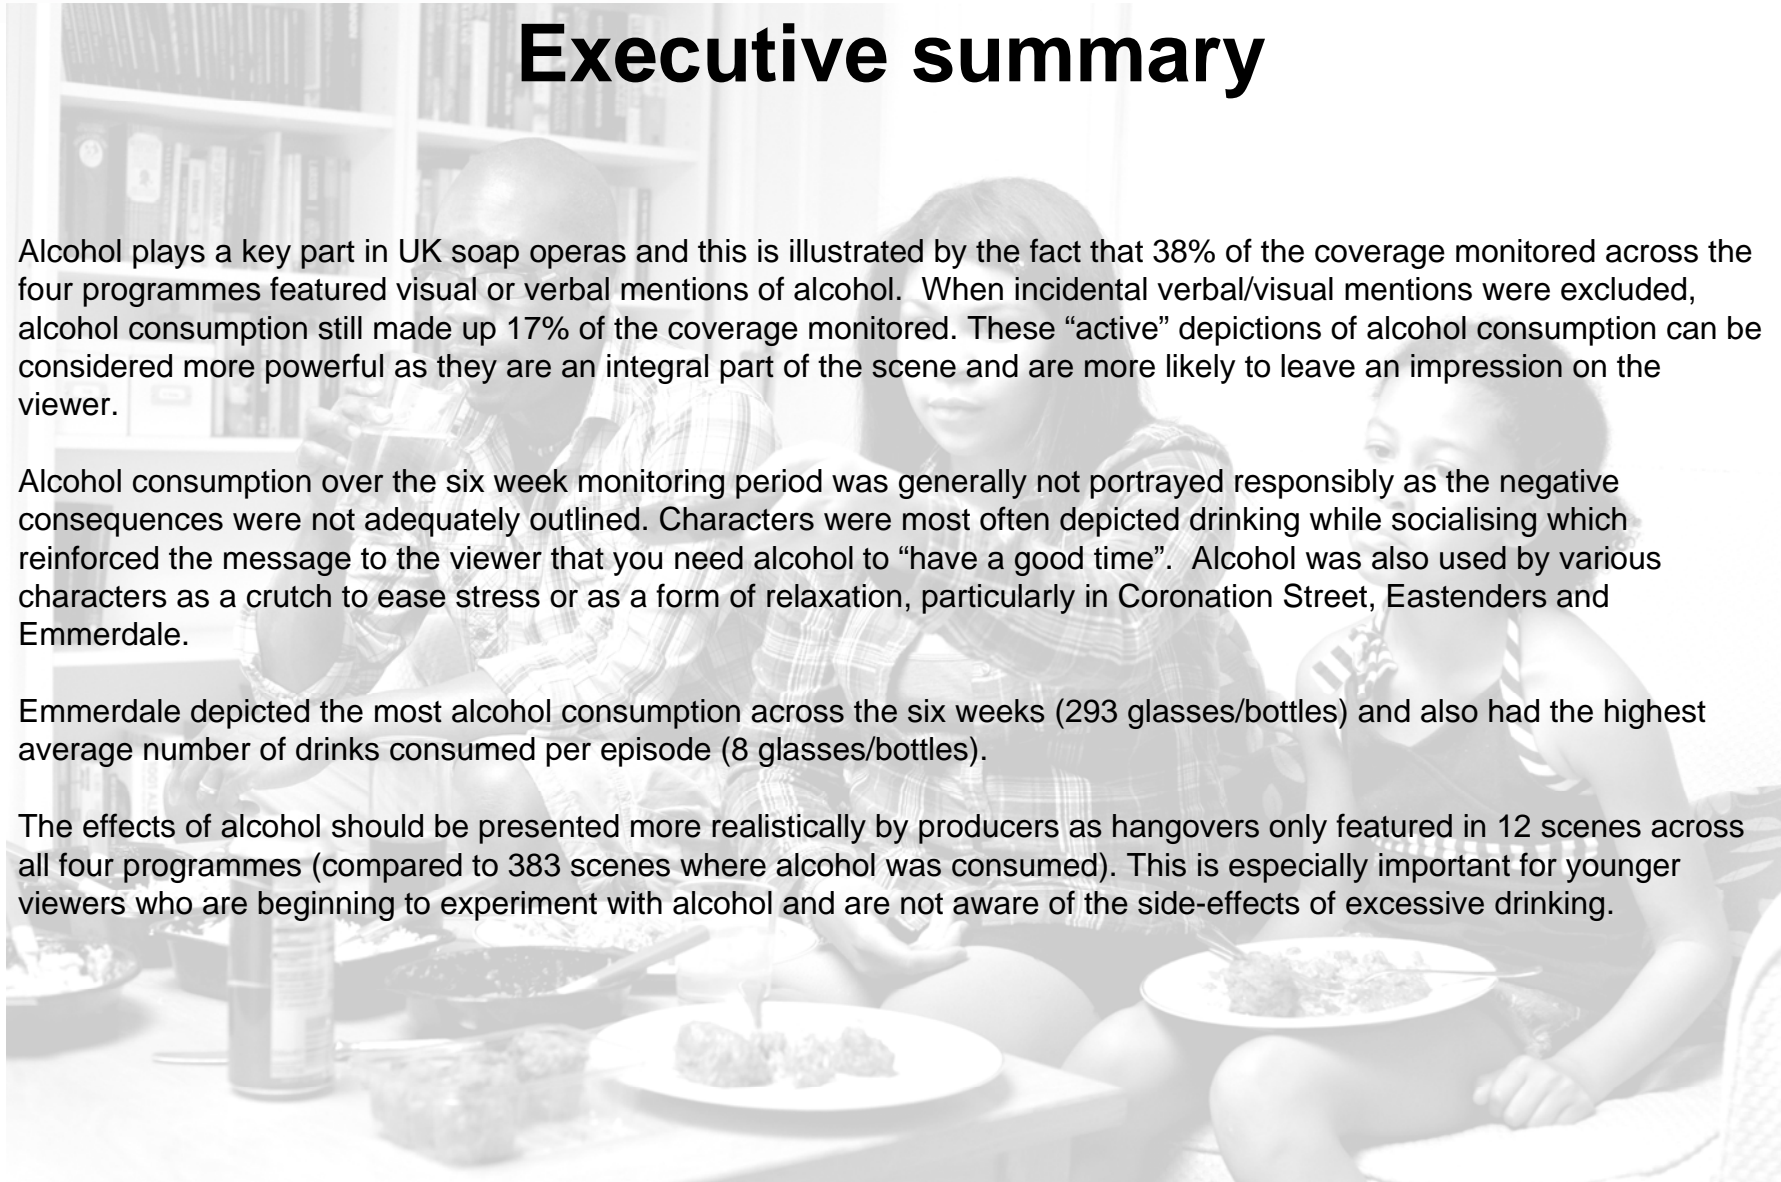 Executive summary
Alcohol plays a key part in UK soap operas and this is illustrated by the fact that 38% of the coverage monitored across the
four programmes featured visual or verbal mentions of alcohol.  When incidental verbal/visual mentions were excluded,
alcohol consumption still made up 17% of the coverage monitored. These “active” depictions of alcohol consumption can be
considered more powerful as they are an integral part of the scene and are more likely to leave an impression on the
viewer.
Alcohol consumption over the six week monitoring period was generally not portrayed responsibly as the negative
consequences were not adequately outlined. Characters were most often depicted drinking while socialising which
reinforced the message to the viewer that you need alcohol to “have a good time”.  Alcohol was also used by various
characters as a crutch to ease stress or as a form of relaxation, particularly in Coronation Street, Eastenders and
Emmerdale.
Emmerdale depicted the most alcohol consumption across the six weeks (293 glasses/bottles) and also had the highest
average number of drinks consumed per episode (8 glasses/bottles).
The effects of alcohol should be presented more realistically by producers as hangovers only featured in 12 scenes across
all four programmes (compared to 383 scenes where alcohol was consumed). This is especially important for younger
viewers who are beginning to experiment with alcohol and are not aware of the side-effects of excessive drinking.